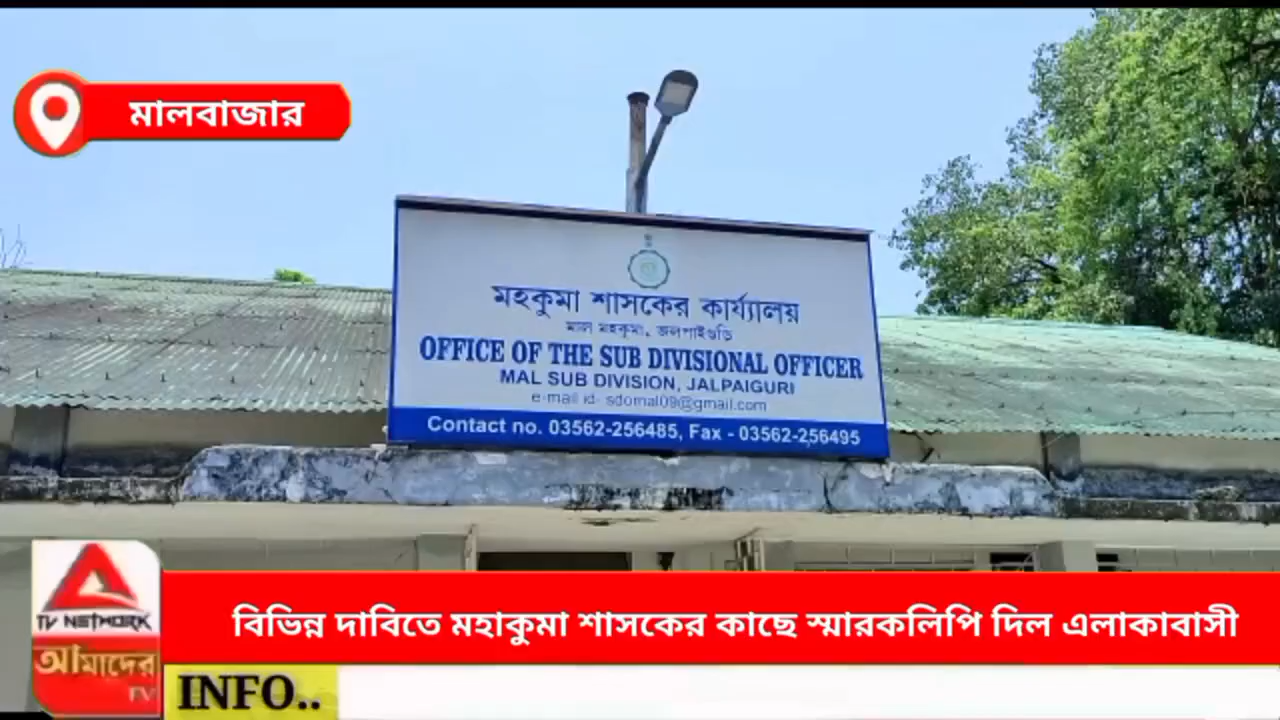 মালবাজার
মহকুমা শাসকের কার্য্যালয়
মাল মহকুমা, জলপাইগুড়ি
OFFICE OF THE SUB DIVISIONAL OFFICER
MAL SUB DIVISION, JALPAIGURI
e-mail id- sdomal09@gmail.com
Contact no. 03562-256485, Fax - 03562-256495
TV NETWORK
আমাদের
TV
বিভিন্ন দাবিতে মহাকুমা শাসকের কাছে স্মারকলিপি দিল এলাকাবাসী
INFO..